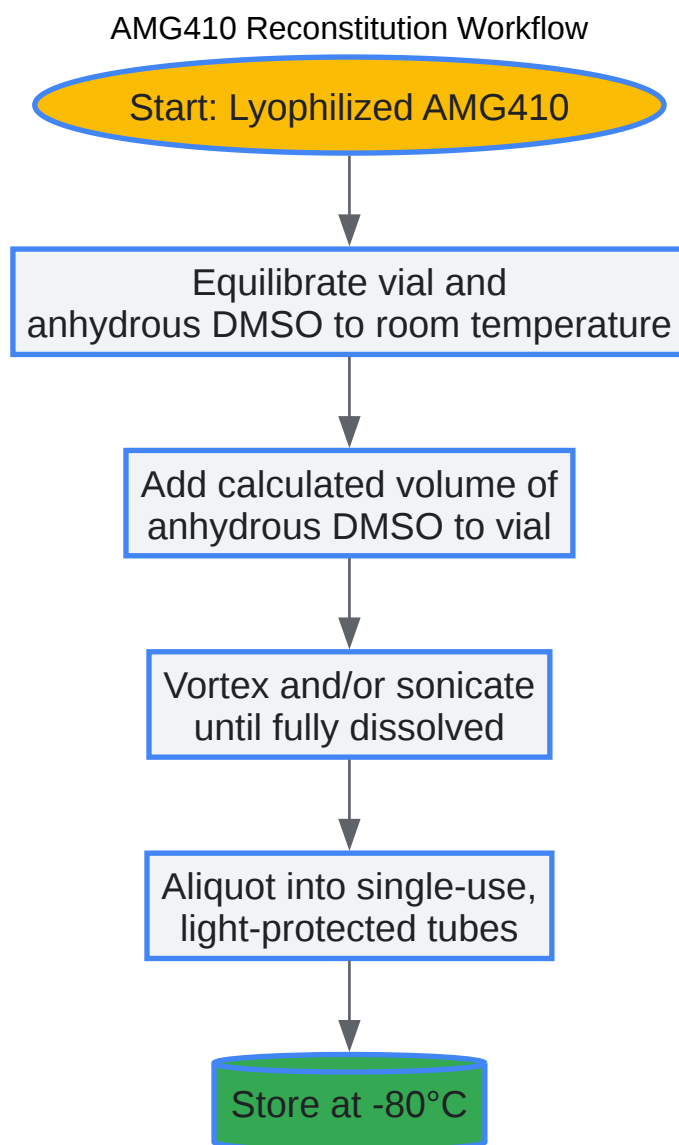 AMG410 Reconstitution Workflow
Start: Lyophilized AMG410
Equilibrate vial and
anhydrous DMSO to room temperature
Add calculated volume of
anhydrous DMSO to vial
Vortex and/or sonicate
until fully dissolved
Aliquot into single-use,
light-protected tubes
Store at -80°C